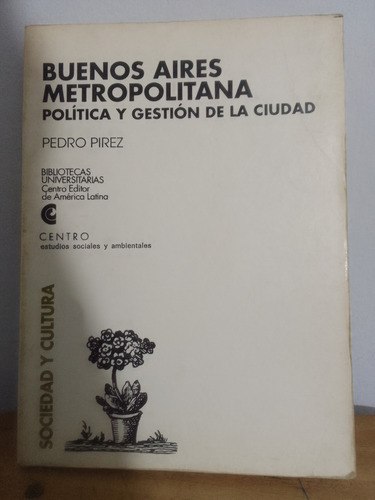 BUENOS AIRES
METROPOLITANA
POLÍTICA Y GESTIÓN DE LA CIUDAD
PEDRO PIREZ
BIBLIOTECAS
UNIVERSITARIAS
Centro Editor
de América Latina
CENTRO
estudios sociales y ambientales
SOCIEDAD Y CULTURA